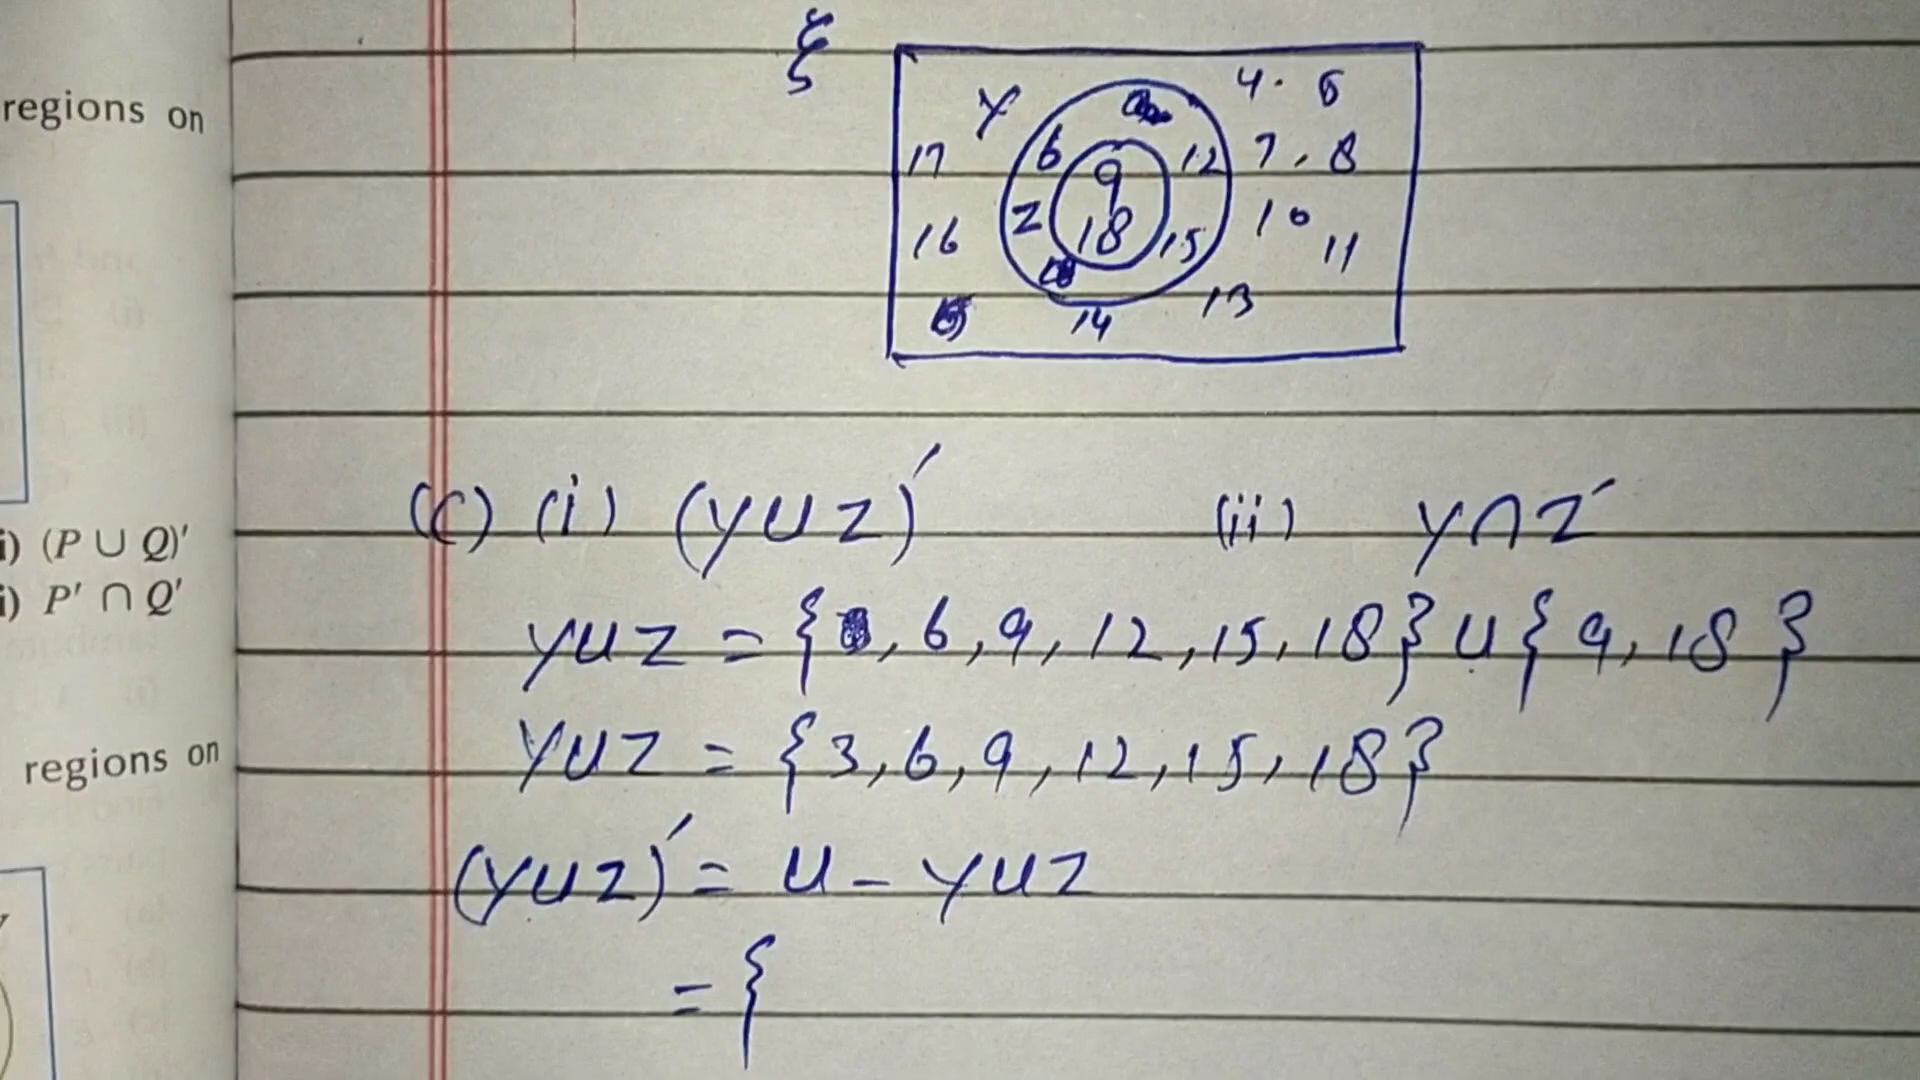 regions on
i) (P ∪ Q)′
i) P′ ∩ Q′
regions on
ξ
4 . 5
Y
17 6 9 12 7 , 8
16 Z 18 15 10
11
14 13
(C) (i) (Y∪Z)′ (ii) Y∩Z′
Y∪Z = { , 6, 9, 12, 15, 18} ∪ {9, 18}
Y∪Z = {3, 6, 9, 12, 15, 18}
(Y∪Z)′ = U - Y∪Z
= {